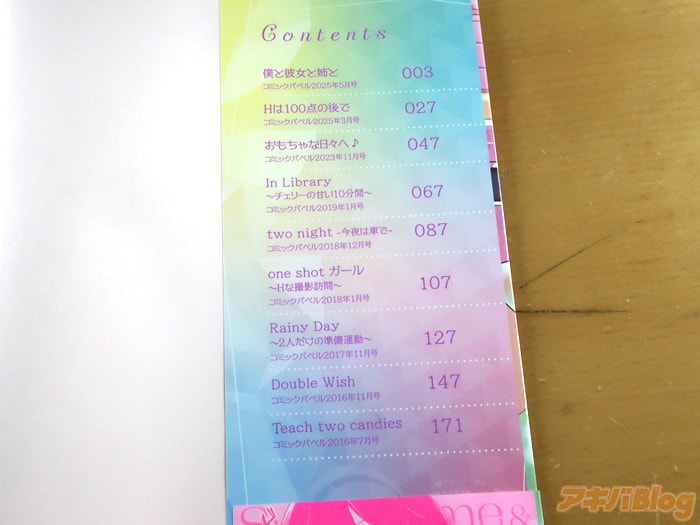 Contents
僕と彼女と姉と 003
コミックバベル2025年5月号
Hは100点の後で 027
コミックバベル2025年3月号
おもちゃな日々へ♪ 047
コミックバベル2023年11月号
In Library 067
～チェリーの甘い10分間～
コミックバベル2019年1月号
two night -今夜は車で- 087
コミックバベル2018年12月号
one shot ガール 107
～Hな撮影訪問～
コミックバベル2018年1月号
Rainy Day 127
～2人だけの準備運動～
コミックバベル2017年11月号
Double Wish 147
コミックバベル2016年11月号
Teach two candies 171
コミックバベル2016年7月号
me&
アキバBlog